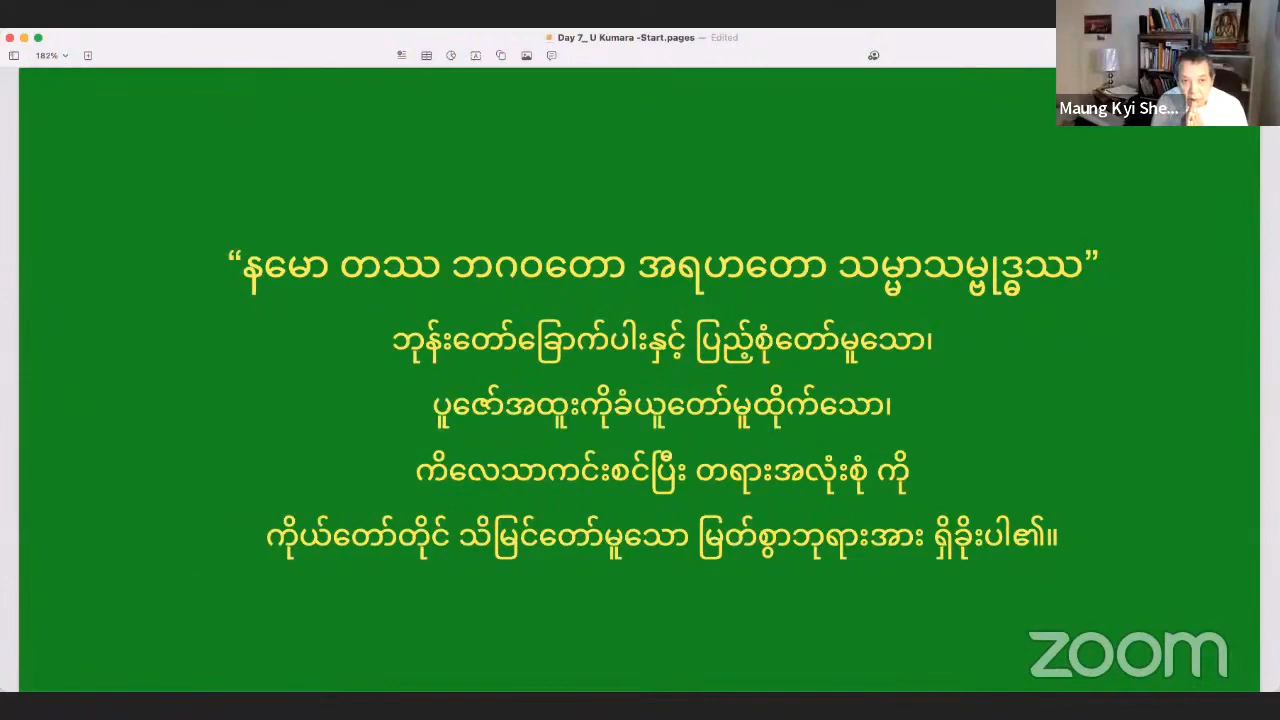 Day 7_ U Kumara -Start.pages — Edited
182%
Maung Kyi She...
“နမော တဿ ဘဂဝတော အရဟတော သမ္မာသမ္ဗုဒ္ဓဿ”
ဘုန်းတော်ခြောက်ပါးနှင့် ပြည့်စုံတော်မူသော၊
ပူဇော်အထူးကိုခံယူတော်မူထိုက်သော၊
ကိလေသာကင်းစင်ပြီး တရားအလုံးစုံ ကို
ကိုယ်တော်တိုင် သိမြင်တော်မူသော မြတ်စွာဘုရားအား ရှိခိုးပါ၏။
zoom